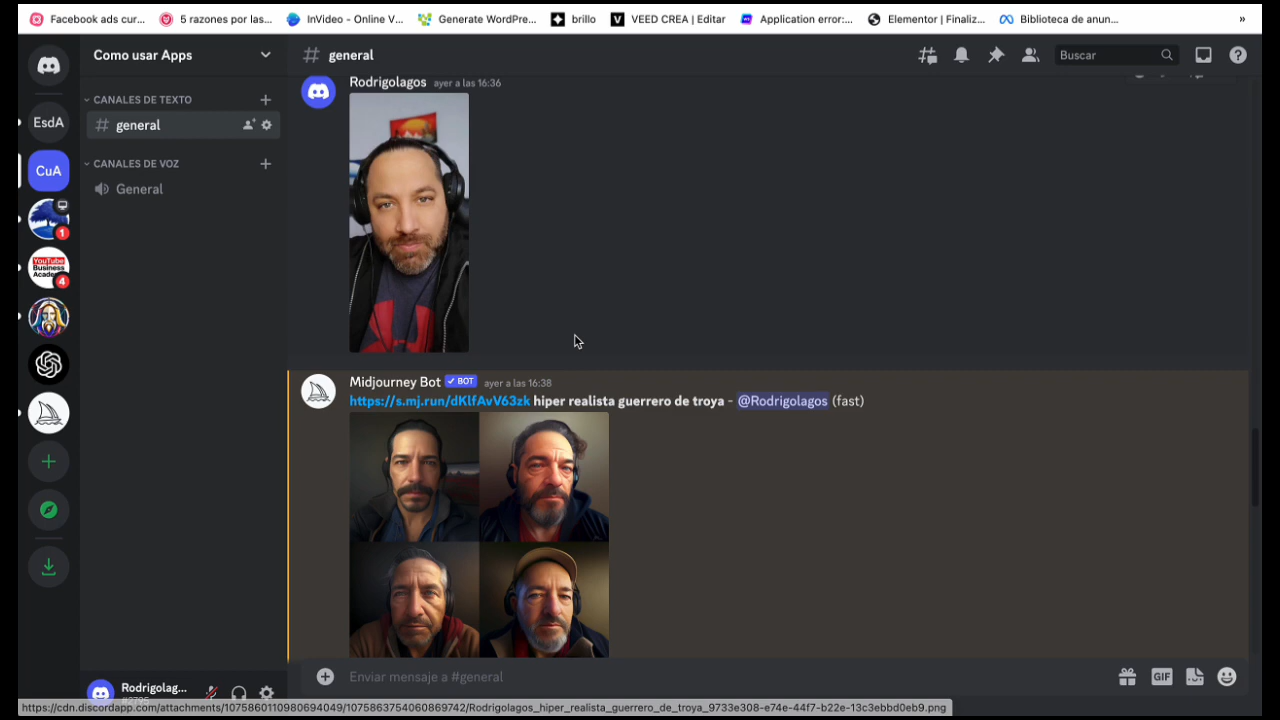 Facebook ads cur...
5 razones por las...
InVideo - Online V...
Generate WordPre...
brillo
VEED CREA | Editar
Application error:...
Elementor | Finaliz...
Biblioteca de anun...
»
Como usar Apps
general
Buscar
CANALES DE TEXTO
general
CANALES DE VOZ
General
EsdA
CuA
1
YouTube
Business
4
Rodrigolagos ayer a las 16:36
Midjourney Bot ✓ BOT ayer a las 16:38
https://s.mj.run/dKlfAvV63zk hiper realista guerrero de troya - @Rodrigolagos (fast)
Enviar mensaje a #general
GIF
Rodrigolag...
https://cdn.discordapp.com/attachments/1075860110980694049/1075863754060869742/Rodrigolagos_hiper_realista_guerrero_de_troya_9733e308-e74e-44f7-b22e-13c3ebbd0eb9.png